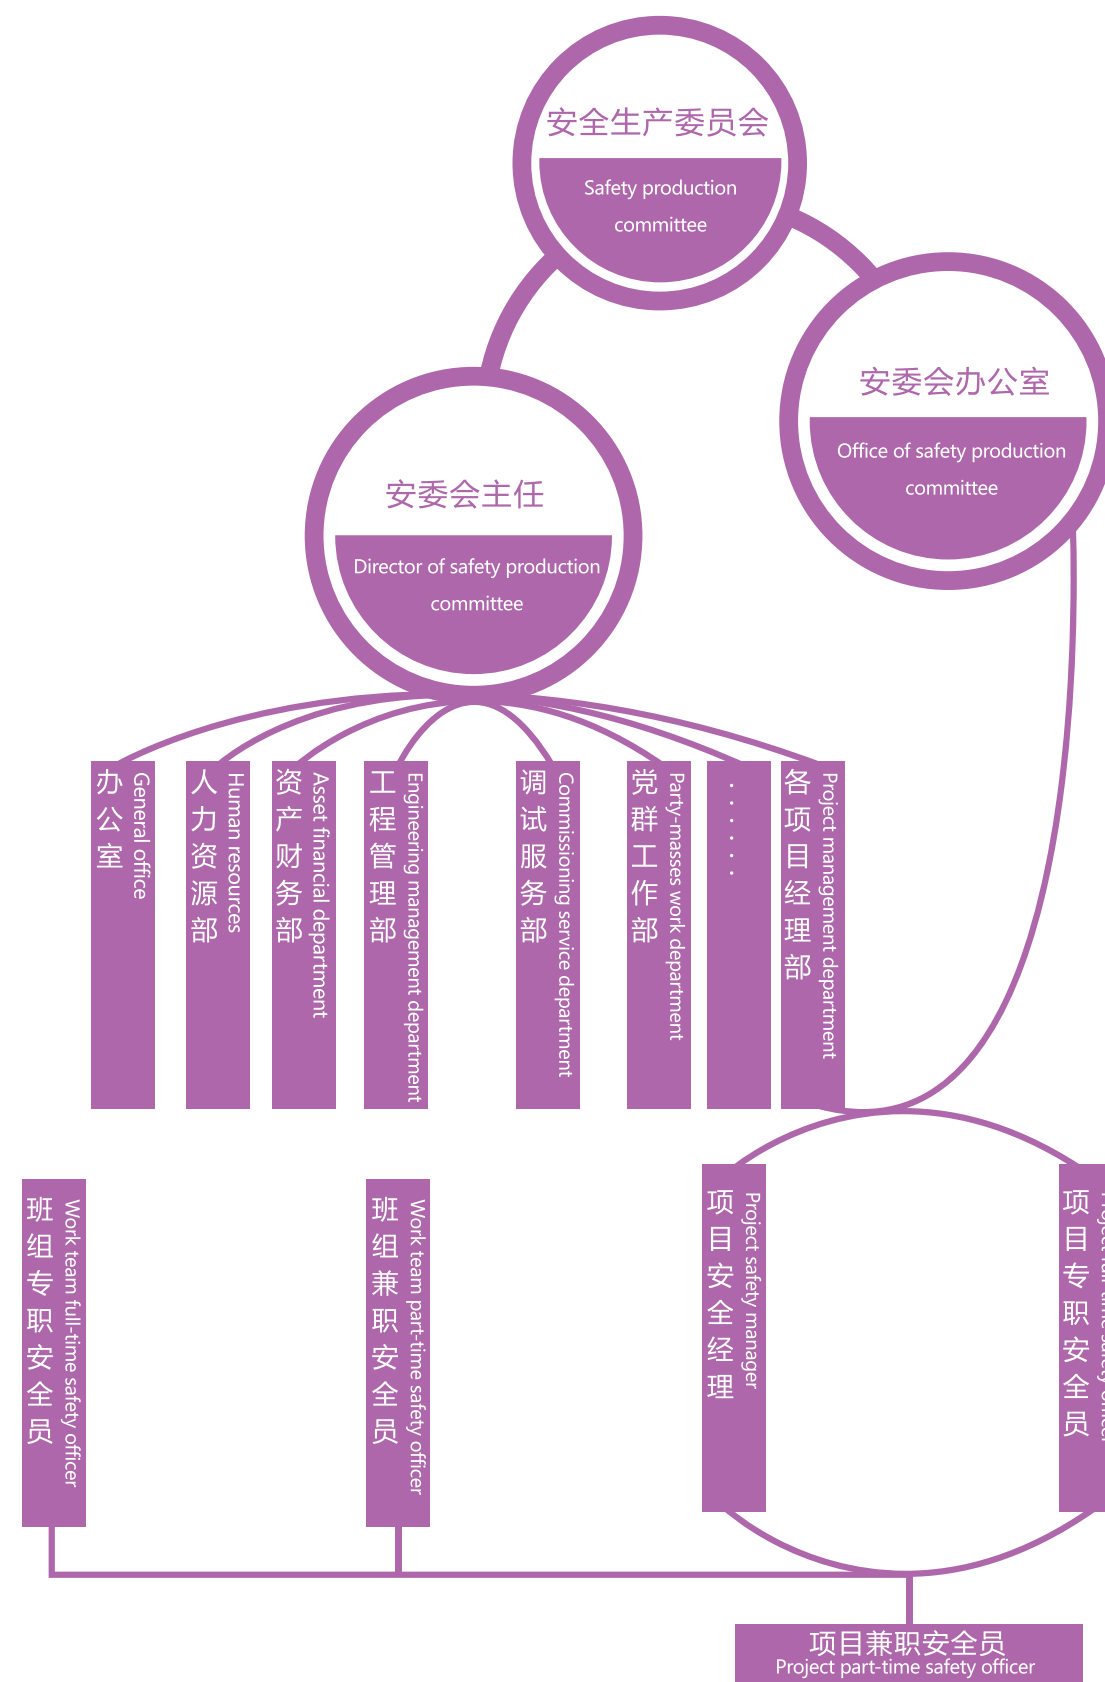 安全生产委员会
Safety production
committee
安委会办公室
Office of safety production
committee
安委会主任
Director of safety production
committee
办公室
General office
人力资源部
Human resources
资产财务部
Asset financial department
工程管理部
Engineering management department
调试服务部
Commissioning service department
党群工作部
Party-masses work department
. . . . . .
各项目经理部
Project management department
班组专职安全员
Work team full-time safety officer
班组兼职安全员
Work team part-time safety officer
项目安全经理
Project safety manager
项目专职安全员
项目兼职安全员
Project part-time safety officer